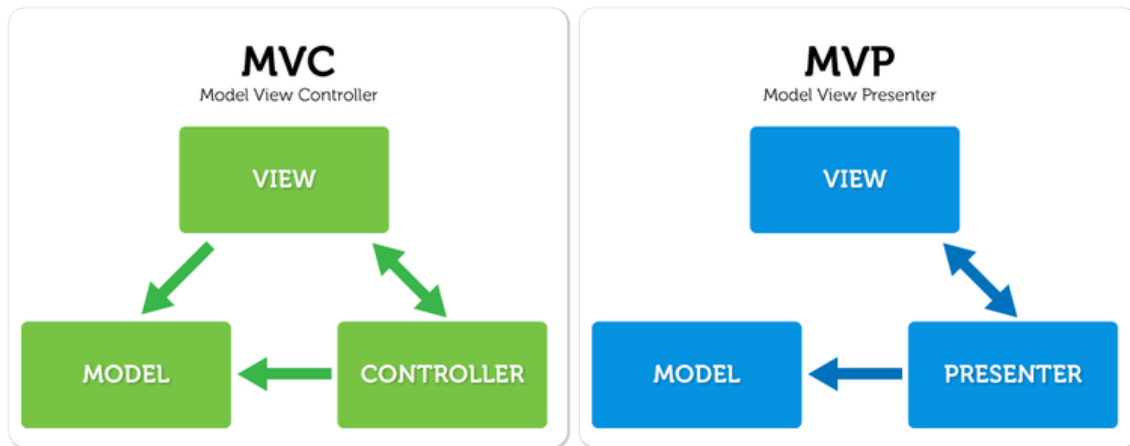 MVC
Model View Controller
VIEW
MODEL
CONTROLLER
MVP
Model View Presenter
VIEW
MODEL
PRESENTER